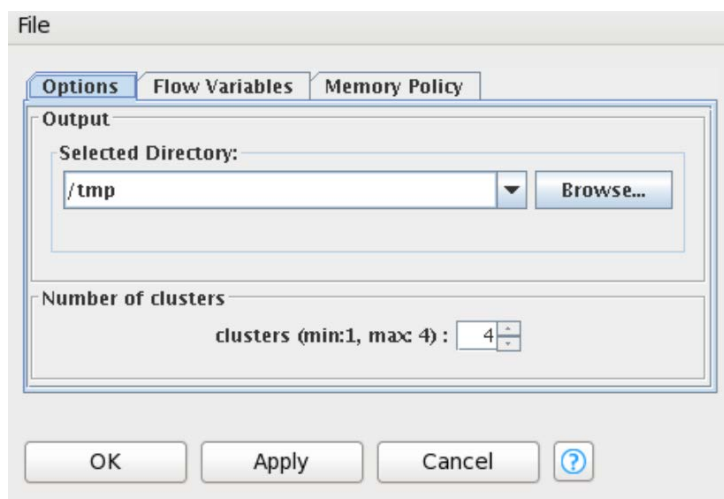 File
Options Flow Variables Memory Policy
Output
Selected Directory:
/tmp Browse...
Number of clusters
clusters (min:1, max: 4) : 4
OK Apply Cancel ?